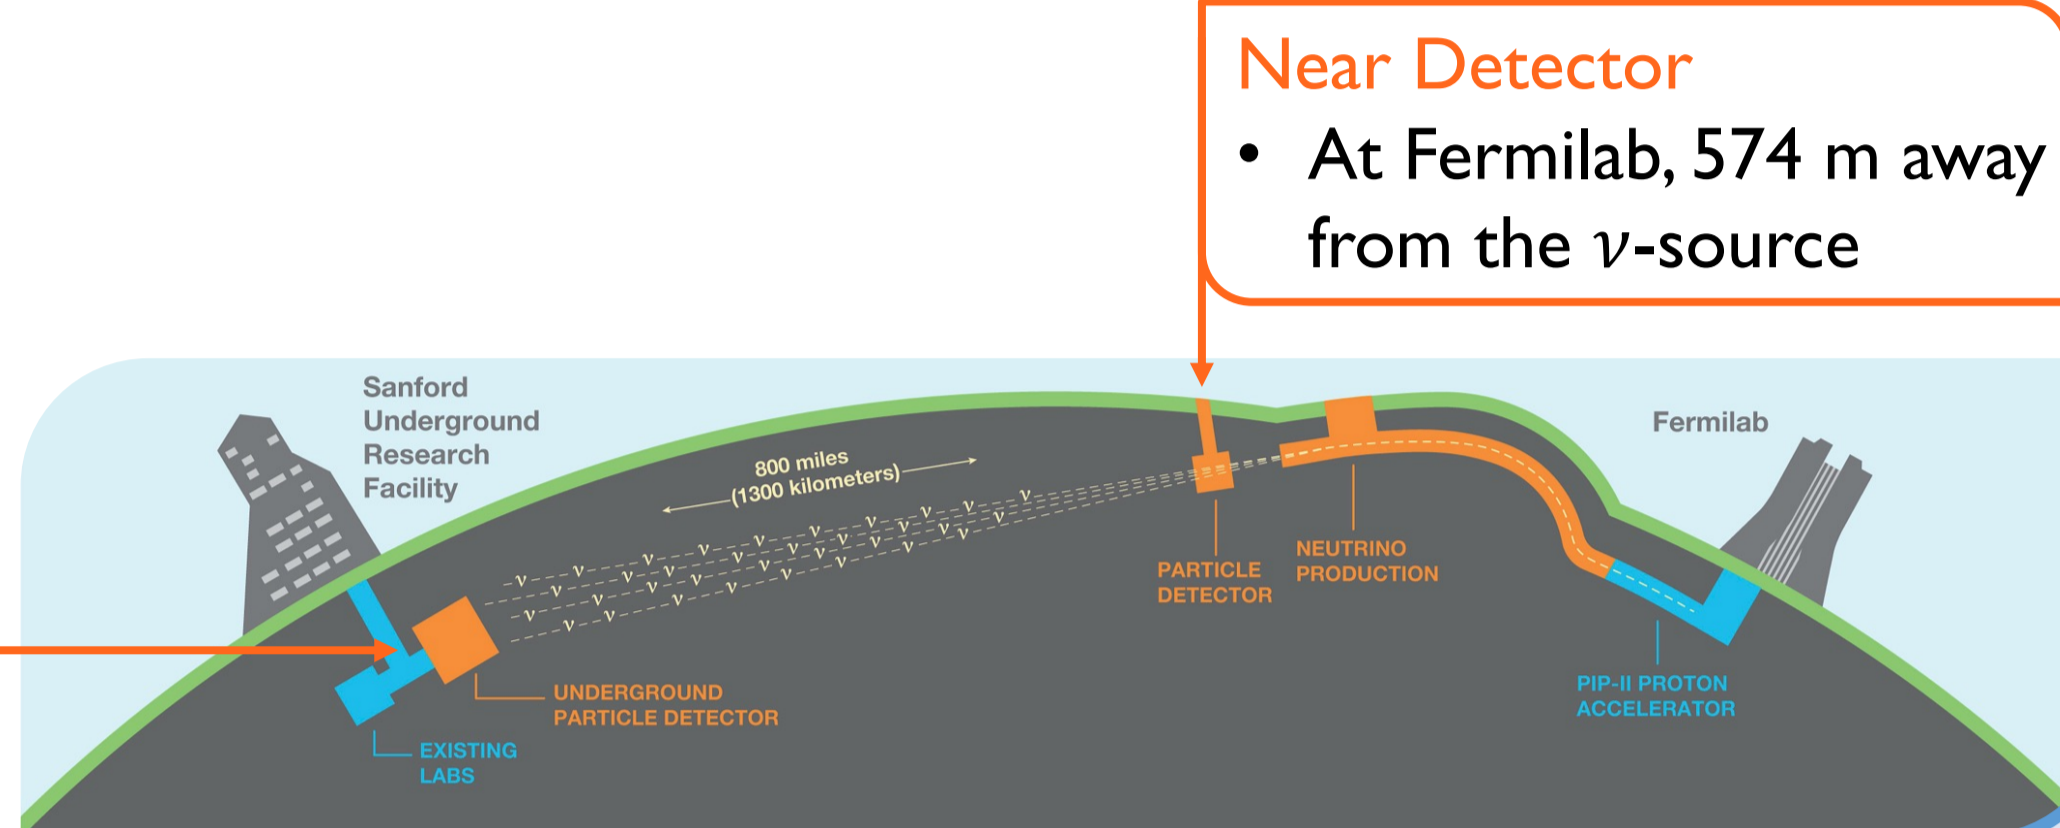 Near Detector
• At Fermilab, 574 m away
from the ν-source
Sanford
Underground
Research
Facility
Fermilab
800 miles
(1300 kilometers)
ν ν ν ν ν ν ν ν ν
ν ν ν ν ν ν ν
ν ν ν ν ν ν ν
ν ν ν ν ν ν ν
PARTICLE
DETECTOR
NEUTRINO
PRODUCTION
UNDERGROUND
PARTICLE DETECTOR
EXISTING
LABS
PIP-II PROTON
ACCELERATOR